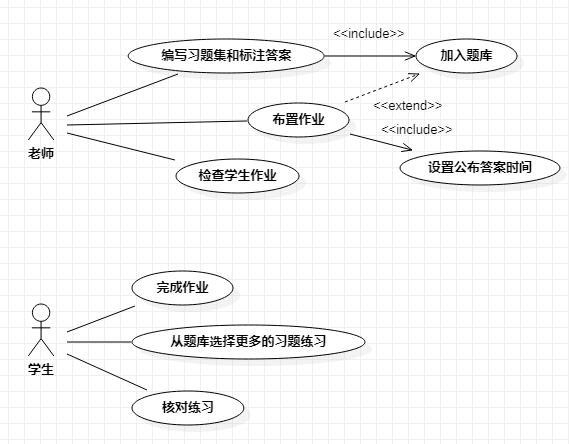 <<include>>
编写习题集和标注答案
加入题库
<<extend>>
布置作业
<<include>>
老师
设置公布答案时间
检查学生作业
完成作业
从题库选择更多的习题练习
学生
核对练习